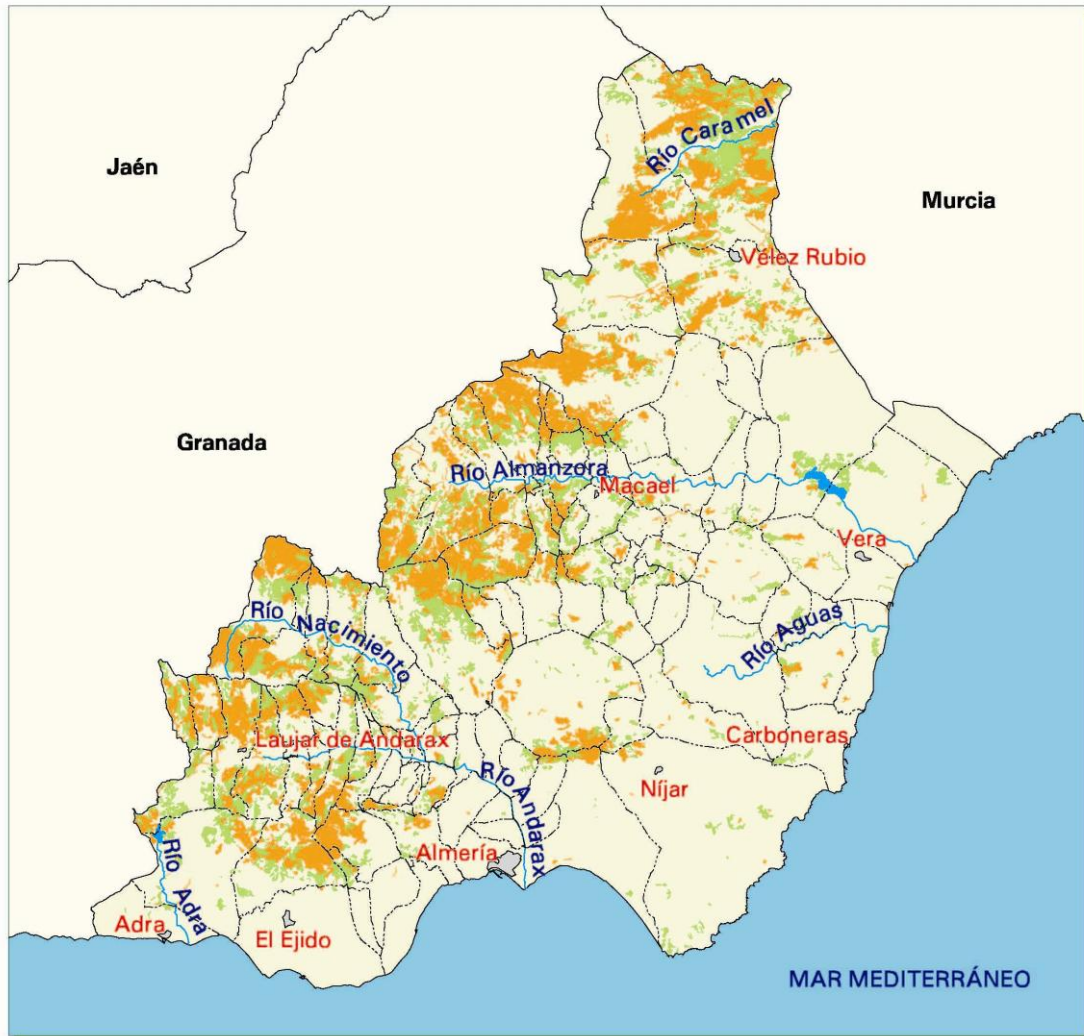 Jaén
Murcia
Granada
Río Caramel
Vélez Rubio
Río Almanzora
Macael
Vera
Río Nacimiento
Río Aguas
Laujar de Andarax
Carboneras
Río Andarax
Níjar
Almería
Río Adra
Adra
El Ejido
MAR MEDITERRÁNEO